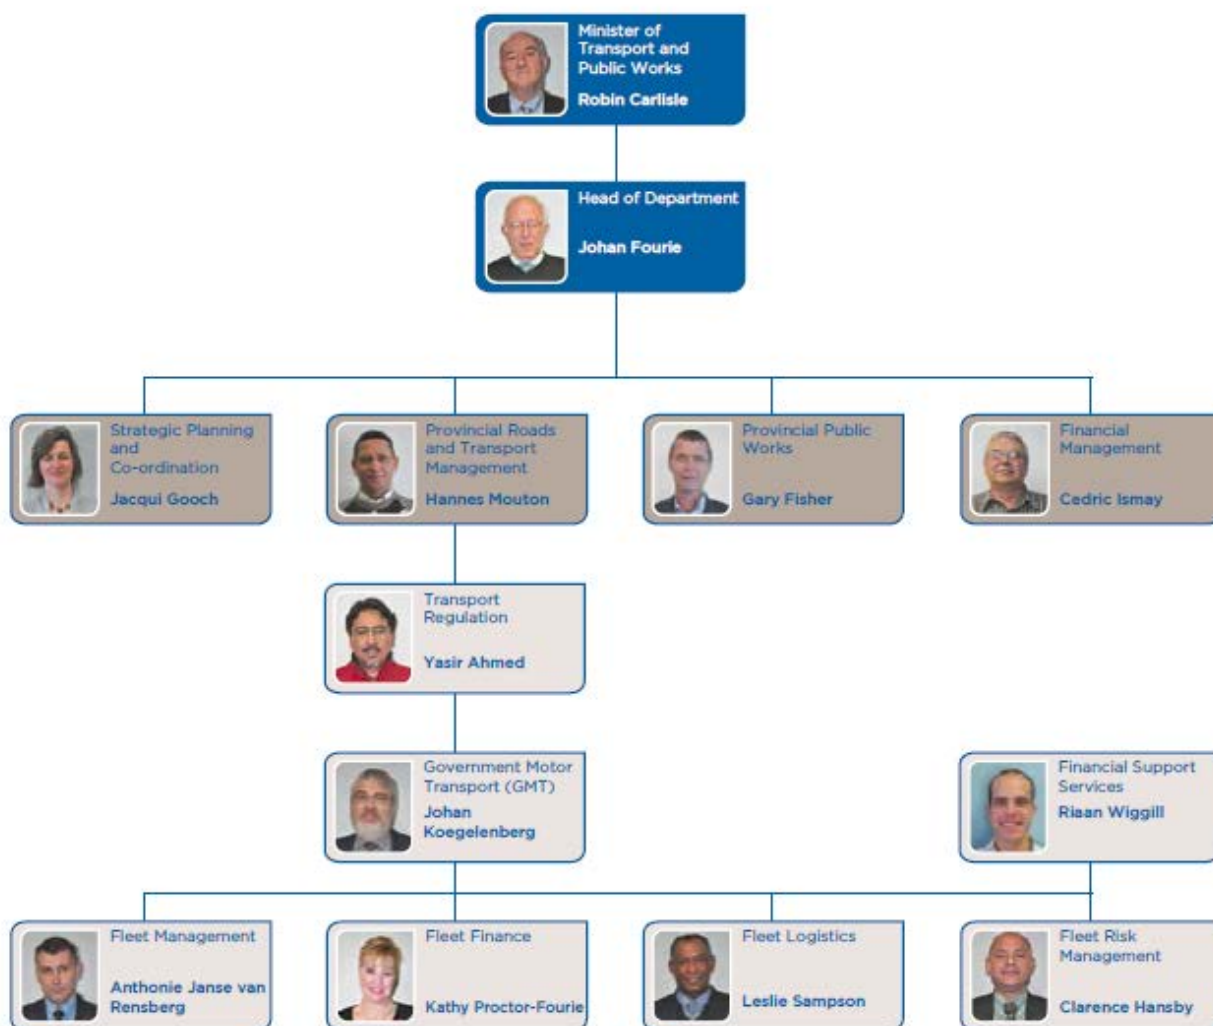 Minister of
Transport and
Public Works
Robin Carlisle
Head of Department
Johan Fourie
Strategic Planning
and
Co-ordination
Jacqui Gooch
Provincial Roads
and Transport
Management
Hannes Mouton
Provincial Public
Works
Gary Fisher
Financial
Management
Cedric Ismay
Transport
Regulation
Yasir Ahmed
Government Motor
Transport (GMT)
Johan
Koegelenberg
Financial Support
Services
Riaan Wiggill
Fleet Management
Anthonie Janse van
Rensberg
Fleet Finance
Kathy Proctor-Fourie
Fleet Logistics
Leslie Sampson
Fleet Risk
Management
Clarence Hansby